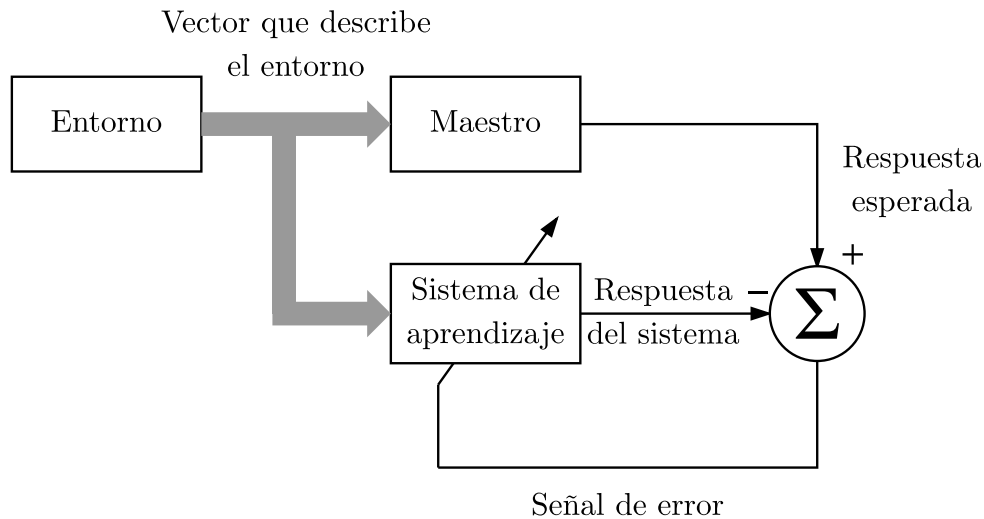 Vector que describe
el entorno
Entorno
Maestro
Respuesta
esperada
+
Sistema de
aprendizaje
Respuesta
del sistema
−
Σ
Señal de error